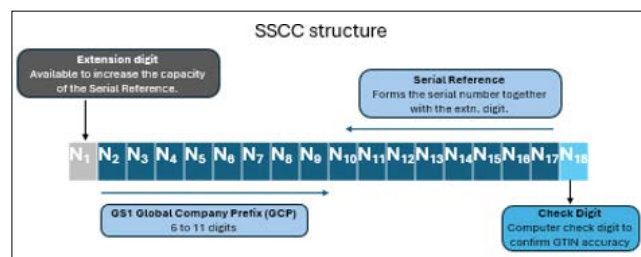 SSCC structure
Extension digit
Available to increase the capacity
of the Serial Reference.
Serial Reference
Forms the serial number together
with the extn. digit.
N1 N2 N3 N4 N5 N6 N7 N8 N9 N10 N11 N12 N13 N14 N15 N16 N17 N18
GS1 Global Company Prefix (GCP)
6 to 11 digits
Check Digit
Computer check digit to
confirm GTIN accuracy